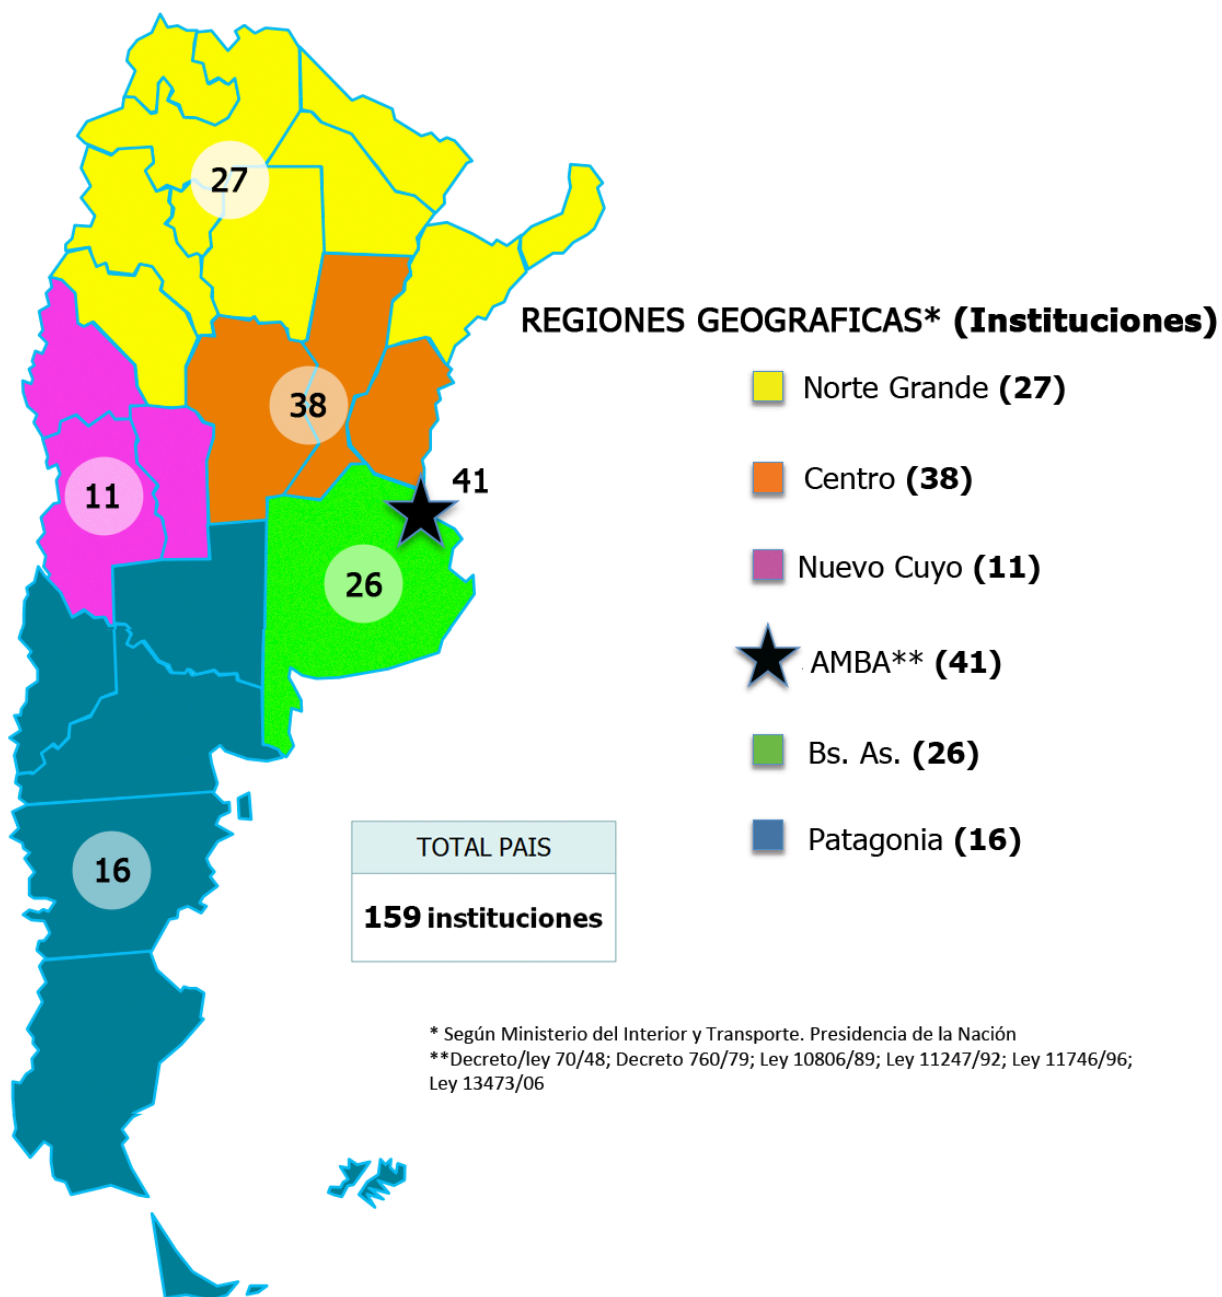 27
38
11
41
26
16
REGIONES GEOGRAFICAS* (Instituciones)
Norte Grande (27)
Centro (38)
Nuevo Cuyo (11)
AMBA** (41)
Bs. As. (26)
Patagonia (16)
TOTAL PAIS
159 instituciones
* Según Ministerio del Interior y Transporte. Presidencia de la Nación
**Decreto/ley 70/48; Decreto 760/79; Ley 10806/89; Ley 11247/92; Ley 11746/96;
Ley 13473/06